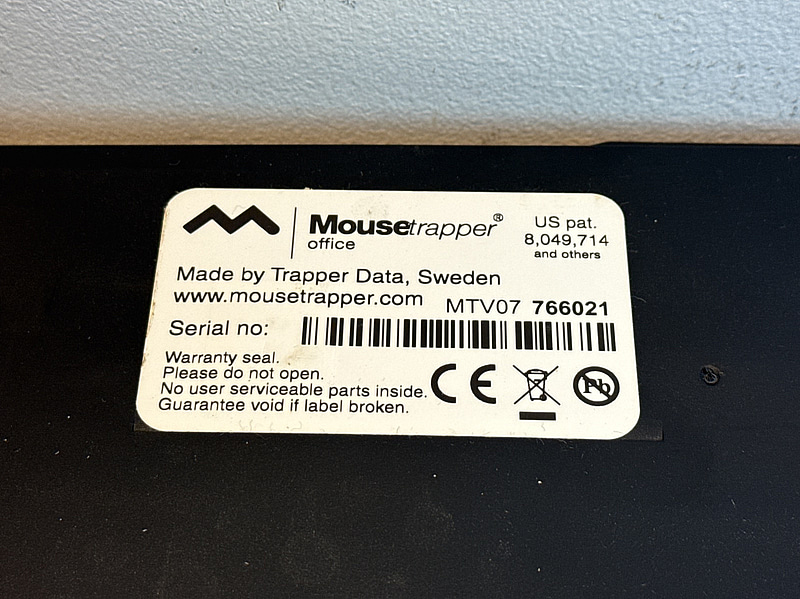 Mousetrapper®
office
US pat.
8,049,714
and others
Made by Trapper Data, Sweden
www.mousetrapper.com
MTV07 766021
Serial no:
Warranty seal.
Please do not open.
No user serviceable parts inside.
Guarantee void if label broken.
CE
Pb